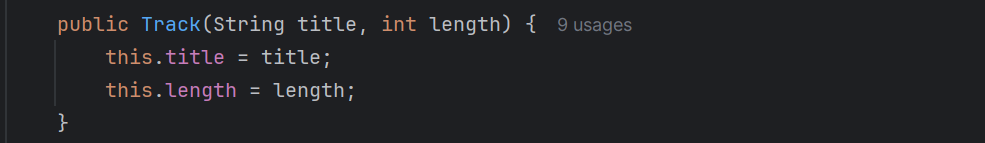 public Track(String title, int length) { 9 usages
this.title = title;
this.length = length;
}